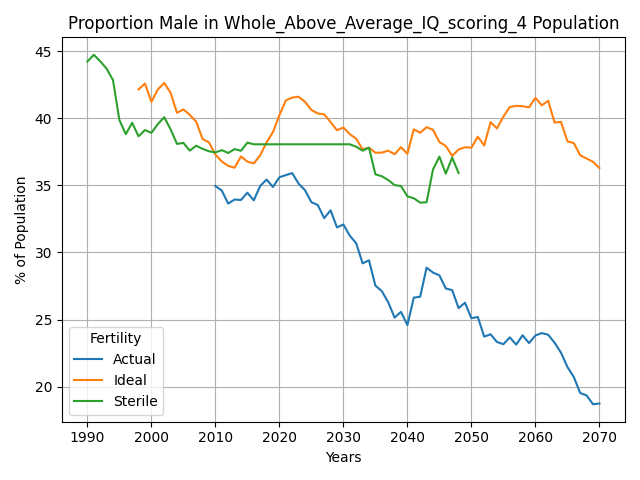 Proportion Male in Whole_Above_Average_IQ_scoring_4 Population
% of Population
45
40
35
30
25
20
Fertility
Actual
Ideal
Sterile
1990 2000 2010 2020 2030 2040 2050 2060 2070
Years